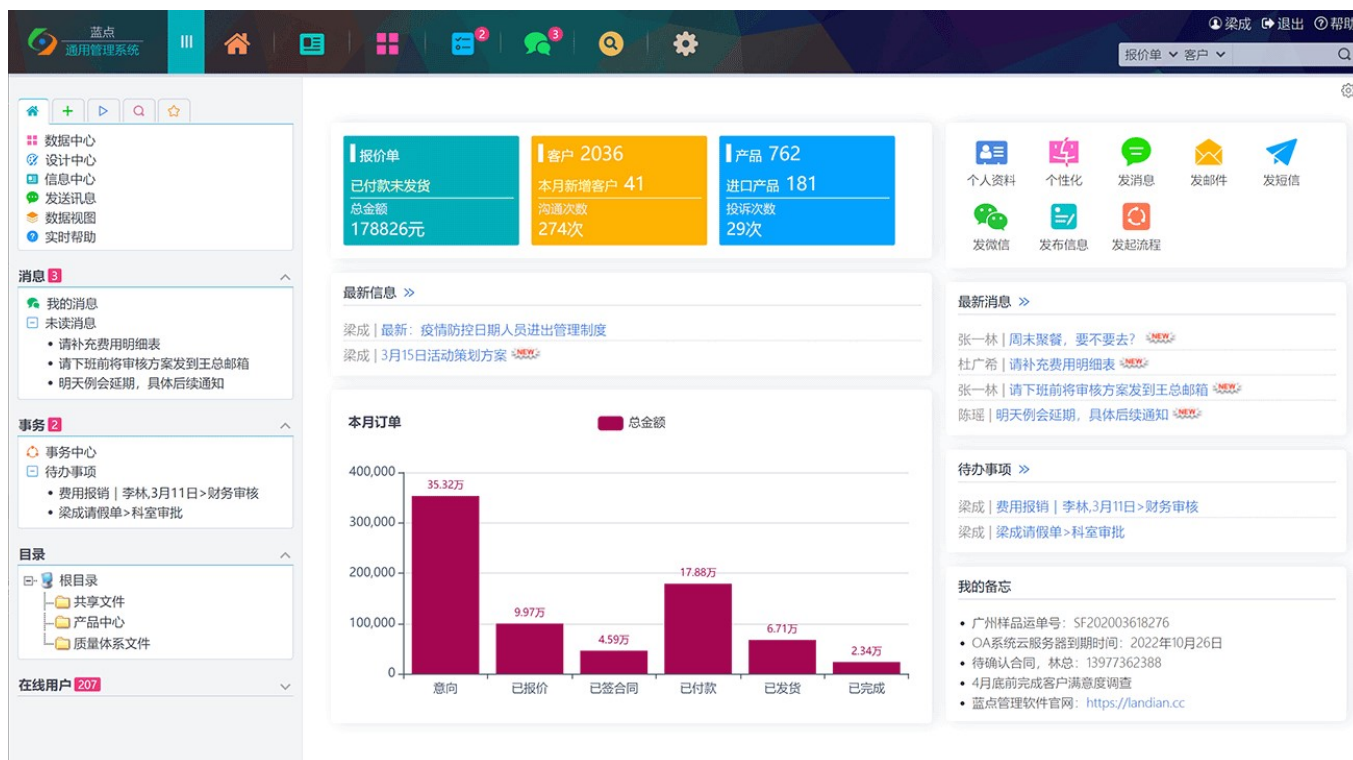 蓝点
通用管理系统
2
3
梁成 退出 帮助
报价单 客户
数据中心
设计中心
信息中心
发送讯息
数据视图
实时帮助
消息 3
我的消息
未读消息
请补充费用明细表
请下班前将审核方案发到王总邮箱
明天例会延期，具体后续通知
事务 2
事务中心
待办事项
费用报销 | 李林,3月11日>财务审核
梁成请假单>科室审批
目录
根目录
共享文件
产品中心
质量体系文件
在线用户 207
报价单
已付款未发货
总金额
178826元
客户 2036
本月新增客户 41
沟通次数
274次
产品 762
进口产品 181
投诉次数
29次
最新信息 »
梁成 | 最新：疫情防控日期人员进出管理制度
梁成 | 3月15日活动策划方案 NEW
本月订单
总金额
400,000
300,000
200,000
100,000
0
35.32万
9.97万
4.59万
17.88万
6.71万
2.34万
意向 已报价 已签合同 已付款 已发货 已完成
个人资料 个性化 发消息 发邮件 发短信
发微信 发布信息 发起流程
最新消息 »
张一林 | 周末聚餐，要不要去？ NEW
杜广希 | 请补充费用明细表 NEW
张一林 | 请下班前将审核方案发到王总邮箱 NEW
陈瑶 | 明天例会延期，具体后续通知 NEW
待办事项 »
梁成 | 费用报销 | 李林,3月11日>财务审核
梁成 | 梁成请假单>科室审批
我的备忘
广州样品运单号：SF202003618276
OA系统云服务器到期时间：2022年10月26日
待确认合同，林总：13977362388
4月底前完成客户满意度调查
蓝点管理软件官网：https://landian.cc